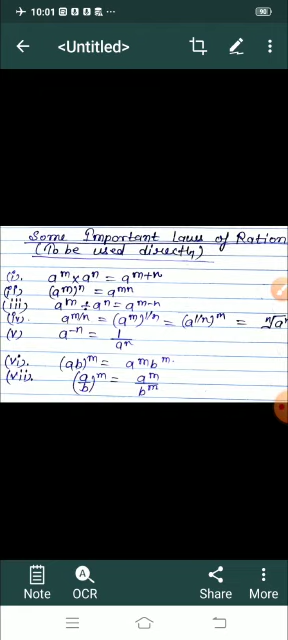 10:01
90
<Untitled>
Some Important Laws of Ration
(To be used directly)
(i). a^m × a^n = a^{m+n}
(ii) (a^m)^n = a^{mn}
(iii) a^m ÷ a^n = a^{m-n}
(iv) a^{m/n} = (a^m)^{1/n} = (a^{1/n})^m = ⁿ√a^
(v) a^{-n} = 1/a^n
(vi). (ab)^m = a^m b^m.
(vii). (a/b)^m = a^m/b^m
Note OCR Share More